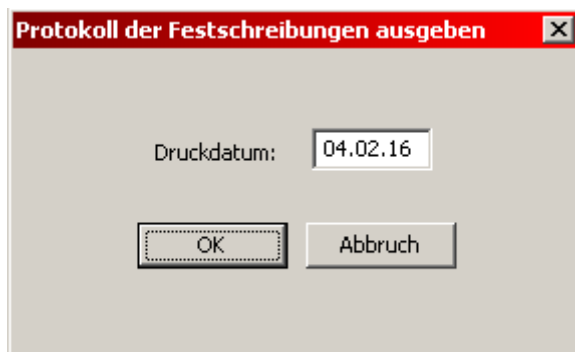 Protokoll der Festschreibungen ausgeben
Druckdatum: 04.02.16
OK Abbruch